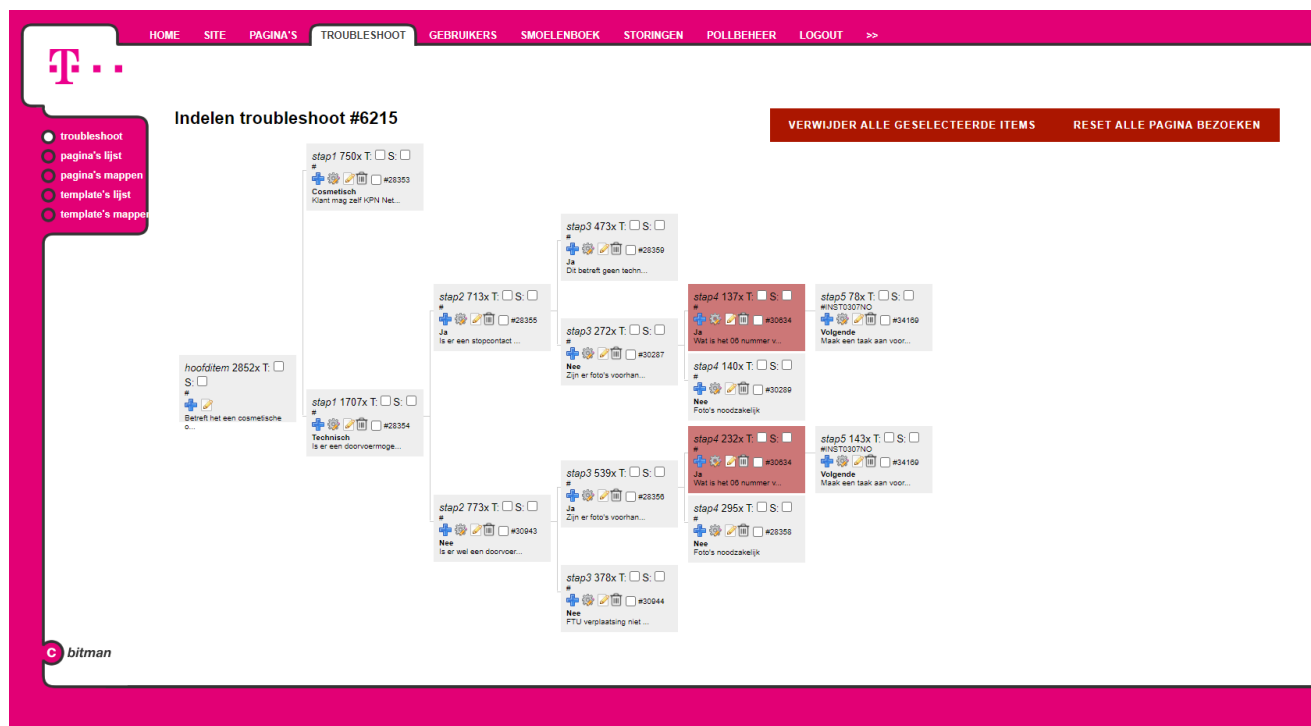 HOME SITE PAGINA'S TROUBLESHOOT GEBRUIKERS SMOELENBOEK STORINGEN POLLBEHEER LOGOUT >>
T
Indelen troubleshoot #6215
VERWIJDER ALLE GESELECTEERDE ITEMS RESET ALLE PAGINA BEZOEKEN
troubleshoot
pagina's lijst
pagina's mappen
template's lijst
template's mappen
hoofditem 2852x T:
S:
#
Betreft het een cosmetische
o...
stap1 750x T: S:
#
#28353
Cosmetisch
Klant mag zelf KPN Net...
stap1 1707x T: S:
#
#28354
Technisch
Is er een doorvoermoge...
stap2 713x T: S:
#
#28355
Ja
Is er een stopcontact ...
stap2 773x T: S:
#
#30943
Nee
Is er wel een doorvoer...
stap3 473x T: S:
#
#28359
Ja
Dit betreft geen techn...
stap3 272x T: S:
#
#30287
Nee
Zijn er foto's voorhan...
stap3 539x T: S:
#
#28356
Ja
Zijn er foto's voorhan...
stap3 378x T: S:
#
#30944
Nee
FTU verplaatsing niet ...
stap4 137x T: S:
#
#30634
Ja
Wat is het 06 nummer v...
stap4 140x T: S:
#
#30289
Nee
Foto's noodzakelijk
stap4 232x T: S:
#
#30634
Ja
Wat is het 06 nummer v...
stap4 295x T: S:
#
#28358
Nee
Foto's noodzakelijk
stap5 78x T: S:
#INST0307NO
#34169
Volgende
Maak een taak aan voor...
stap5 143x T: S:
#INST0307NO
#34169
Volgende
Maak een taak aan voor...
c bitman